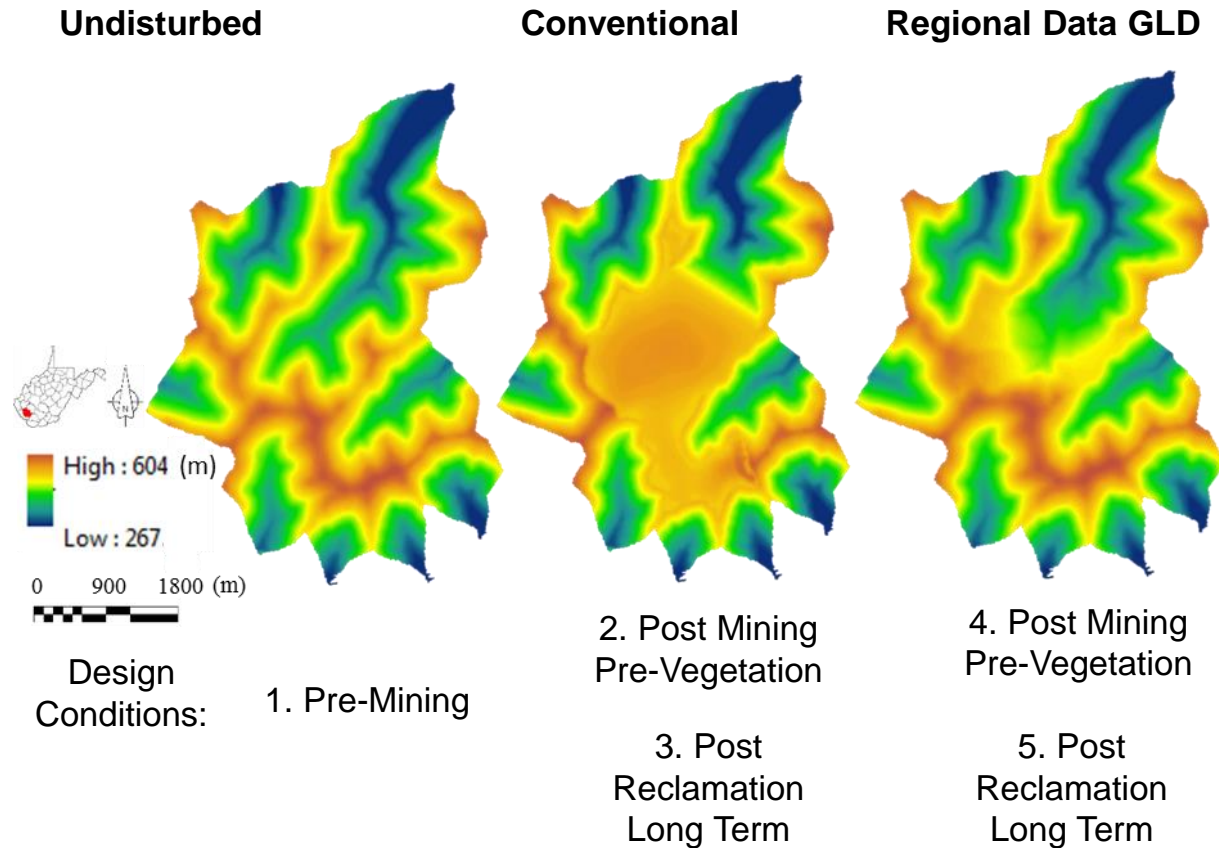 Undisturbed
Conventional
Regional Data GLD
N
High : 604 (m)
Low : 267.
0 900 1800 (m)
Design
Conditions:
1. Pre-Mining
2. Post Mining
Pre-Vegetation
3. Post
Reclamation
Long Term
4. Post Mining
Pre-Vegetation
5. Post
Reclamation
Long Term